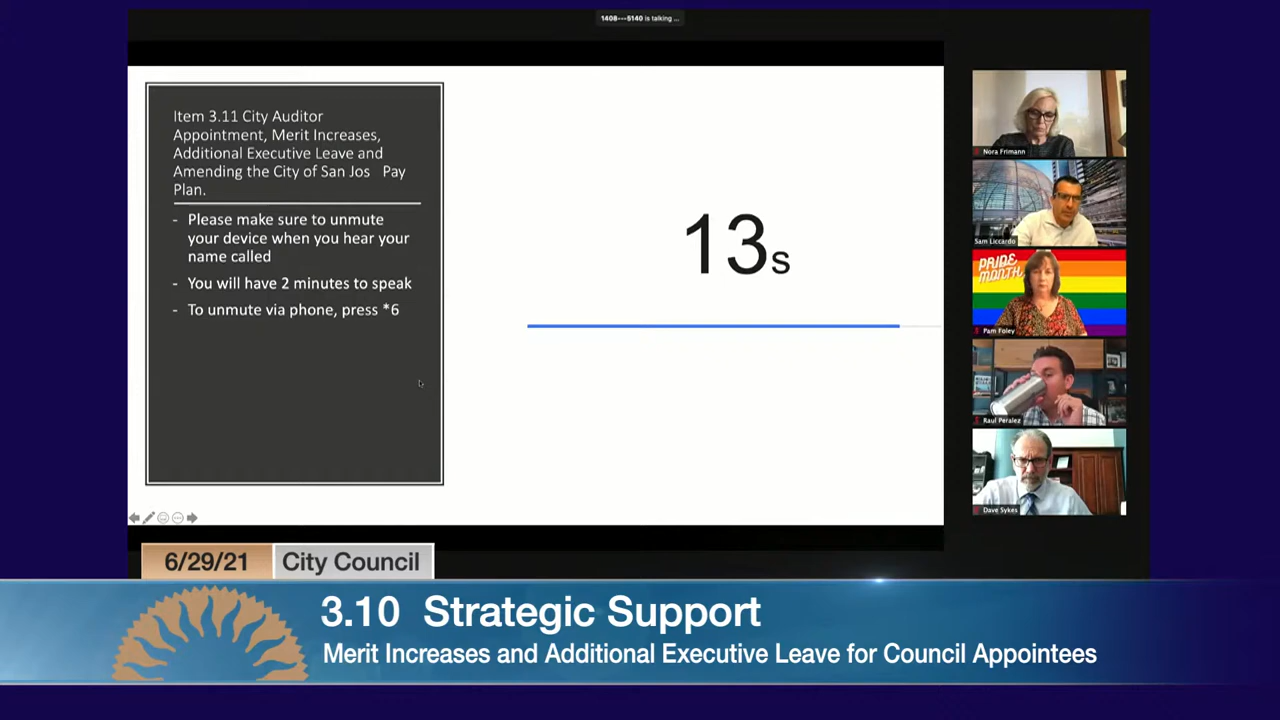 1408---5140 is talking ...
Item 3.11 City Auditor
Appointment, Merit Increases,
Additional Executive Leave and
Amending the City of San Jos   Pay
Plan.
- Please make sure to unmute
your device when you hear your
name called
- You will have 2 minutes to speak
- To unmute via phone, press *6
13s
Nora Frimann
Sam Liccardo
PRIDE
MONTH
Pam Foley
Raul Peralez
Dave Sykes
6/29/21 City Council
3.10 Strategic Support
Merit Increases and Additional Executive Leave for Council Appointees